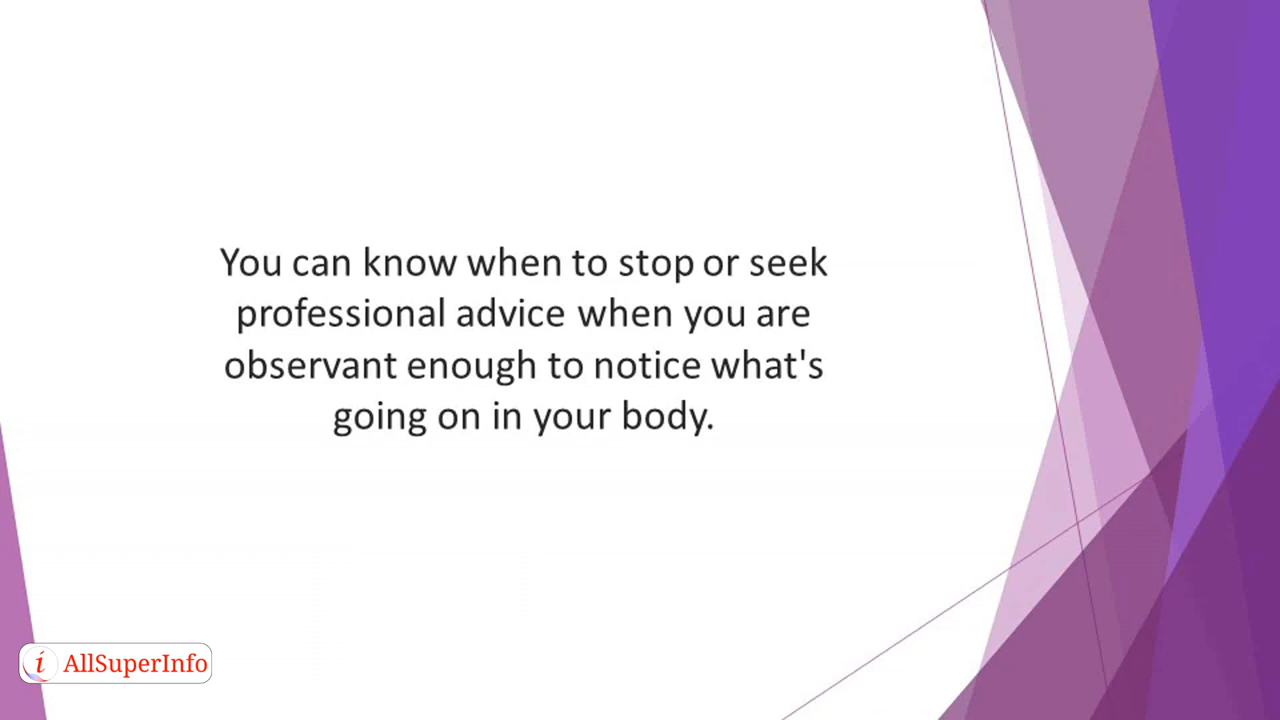 You can know when to stop or seek
professional advice when you are
observant enough to notice what's
going on in your body.
i AllSuperInfo